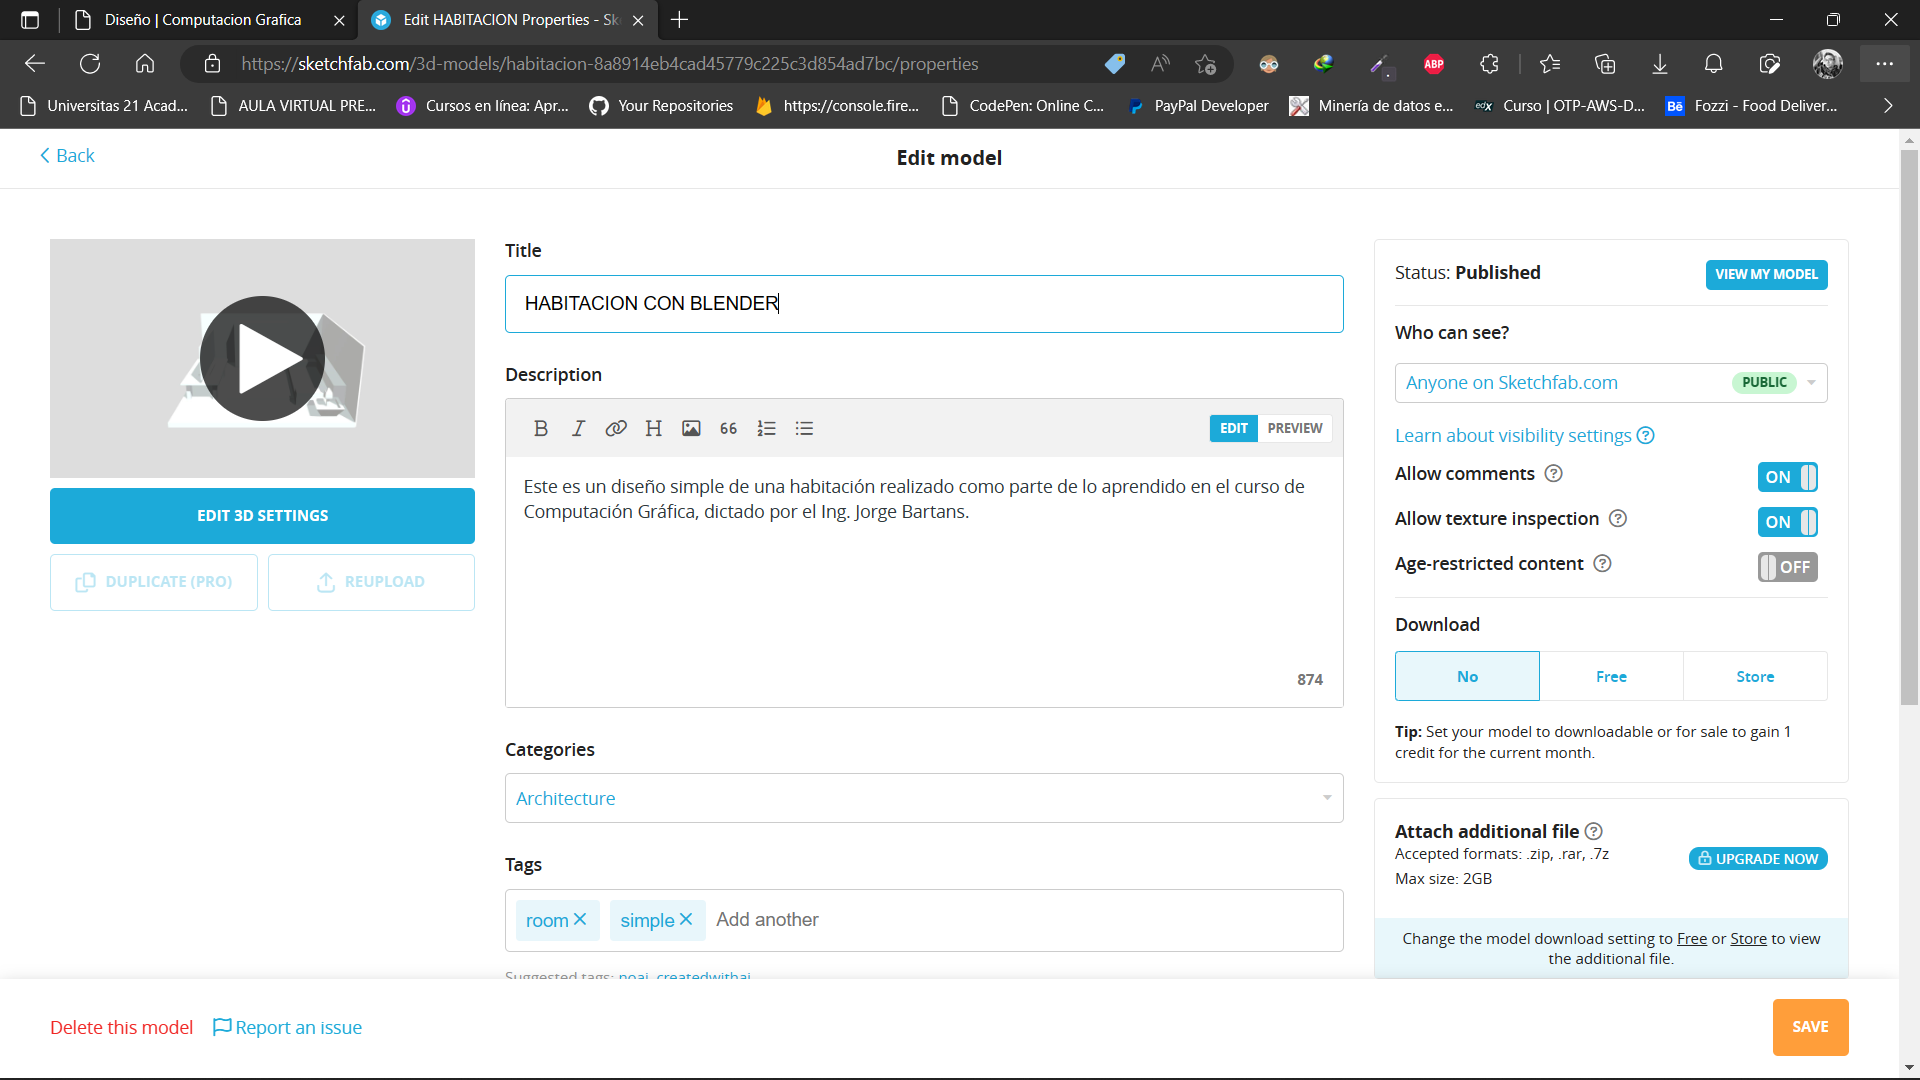 Diseño | Computacion Grafica
Edit HABITACION Properties - Sk
https://sketchfab.com/3d-models/habitacion-8a8914eb4cad45779c225c3d854ad7bc/properties
ABP
Universitas 21 Acad...
AULA VIRTUAL PRE...
Cursos en línea: Apr...
Your Repositories
https://console.fire...
CodePen: Online C...
PayPal Developer
Minería de datos e...
edX
Curso | OTP-AWS-D...
Bē
Fozzi - Food Deliver...
Back
Edit model
EDIT 3D SETTINGS
DUPLICATE (PRO)
REUPLOAD
Title
HABITACION CON BLENDER
Description
B I H 66
EDIT
PREVIEW
Este es un diseño simple de una habitación realizado como parte de lo aprendido en el curso de
Computación Gráfica, dictado por el Ing. Jorge Bartans.
874
Categories
Architecture
Tags
room
simple
Add another
Suggested tags: noai, createdwithai
Status: Published
VIEW MY MODEL
Who can see?
Anyone on Sketchfab.com
PUBLIC
Learn about visibility settings
Allow comments
ON
Allow texture inspection
ON
Age-restricted content
OFF
Download
No
Free
Store
Tip: Set your model to downloadable or for sale to gain 1
credit for the current month.
Attach additional file
Accepted formats: .zip, .rar, .7z
Max size: 2GB
UPGRADE NOW
Change the model download setting to Free or Store to view
the additional file.
Delete this model
Report an issue
SAVE